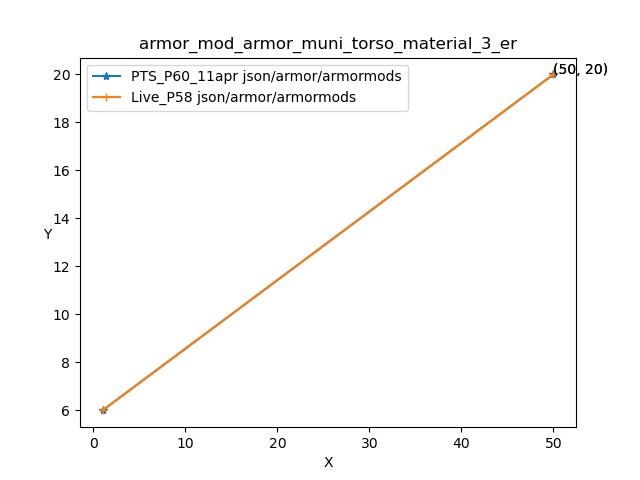 armor_mod_armor_muni_torso_material_3_er
PTS_P60_11apr json/armor/armormods
Live_P58 json/armor/armormods
(50, 20)
20
18
16
14
12
10
8
6
Y
0 10 20 30 40 50
X